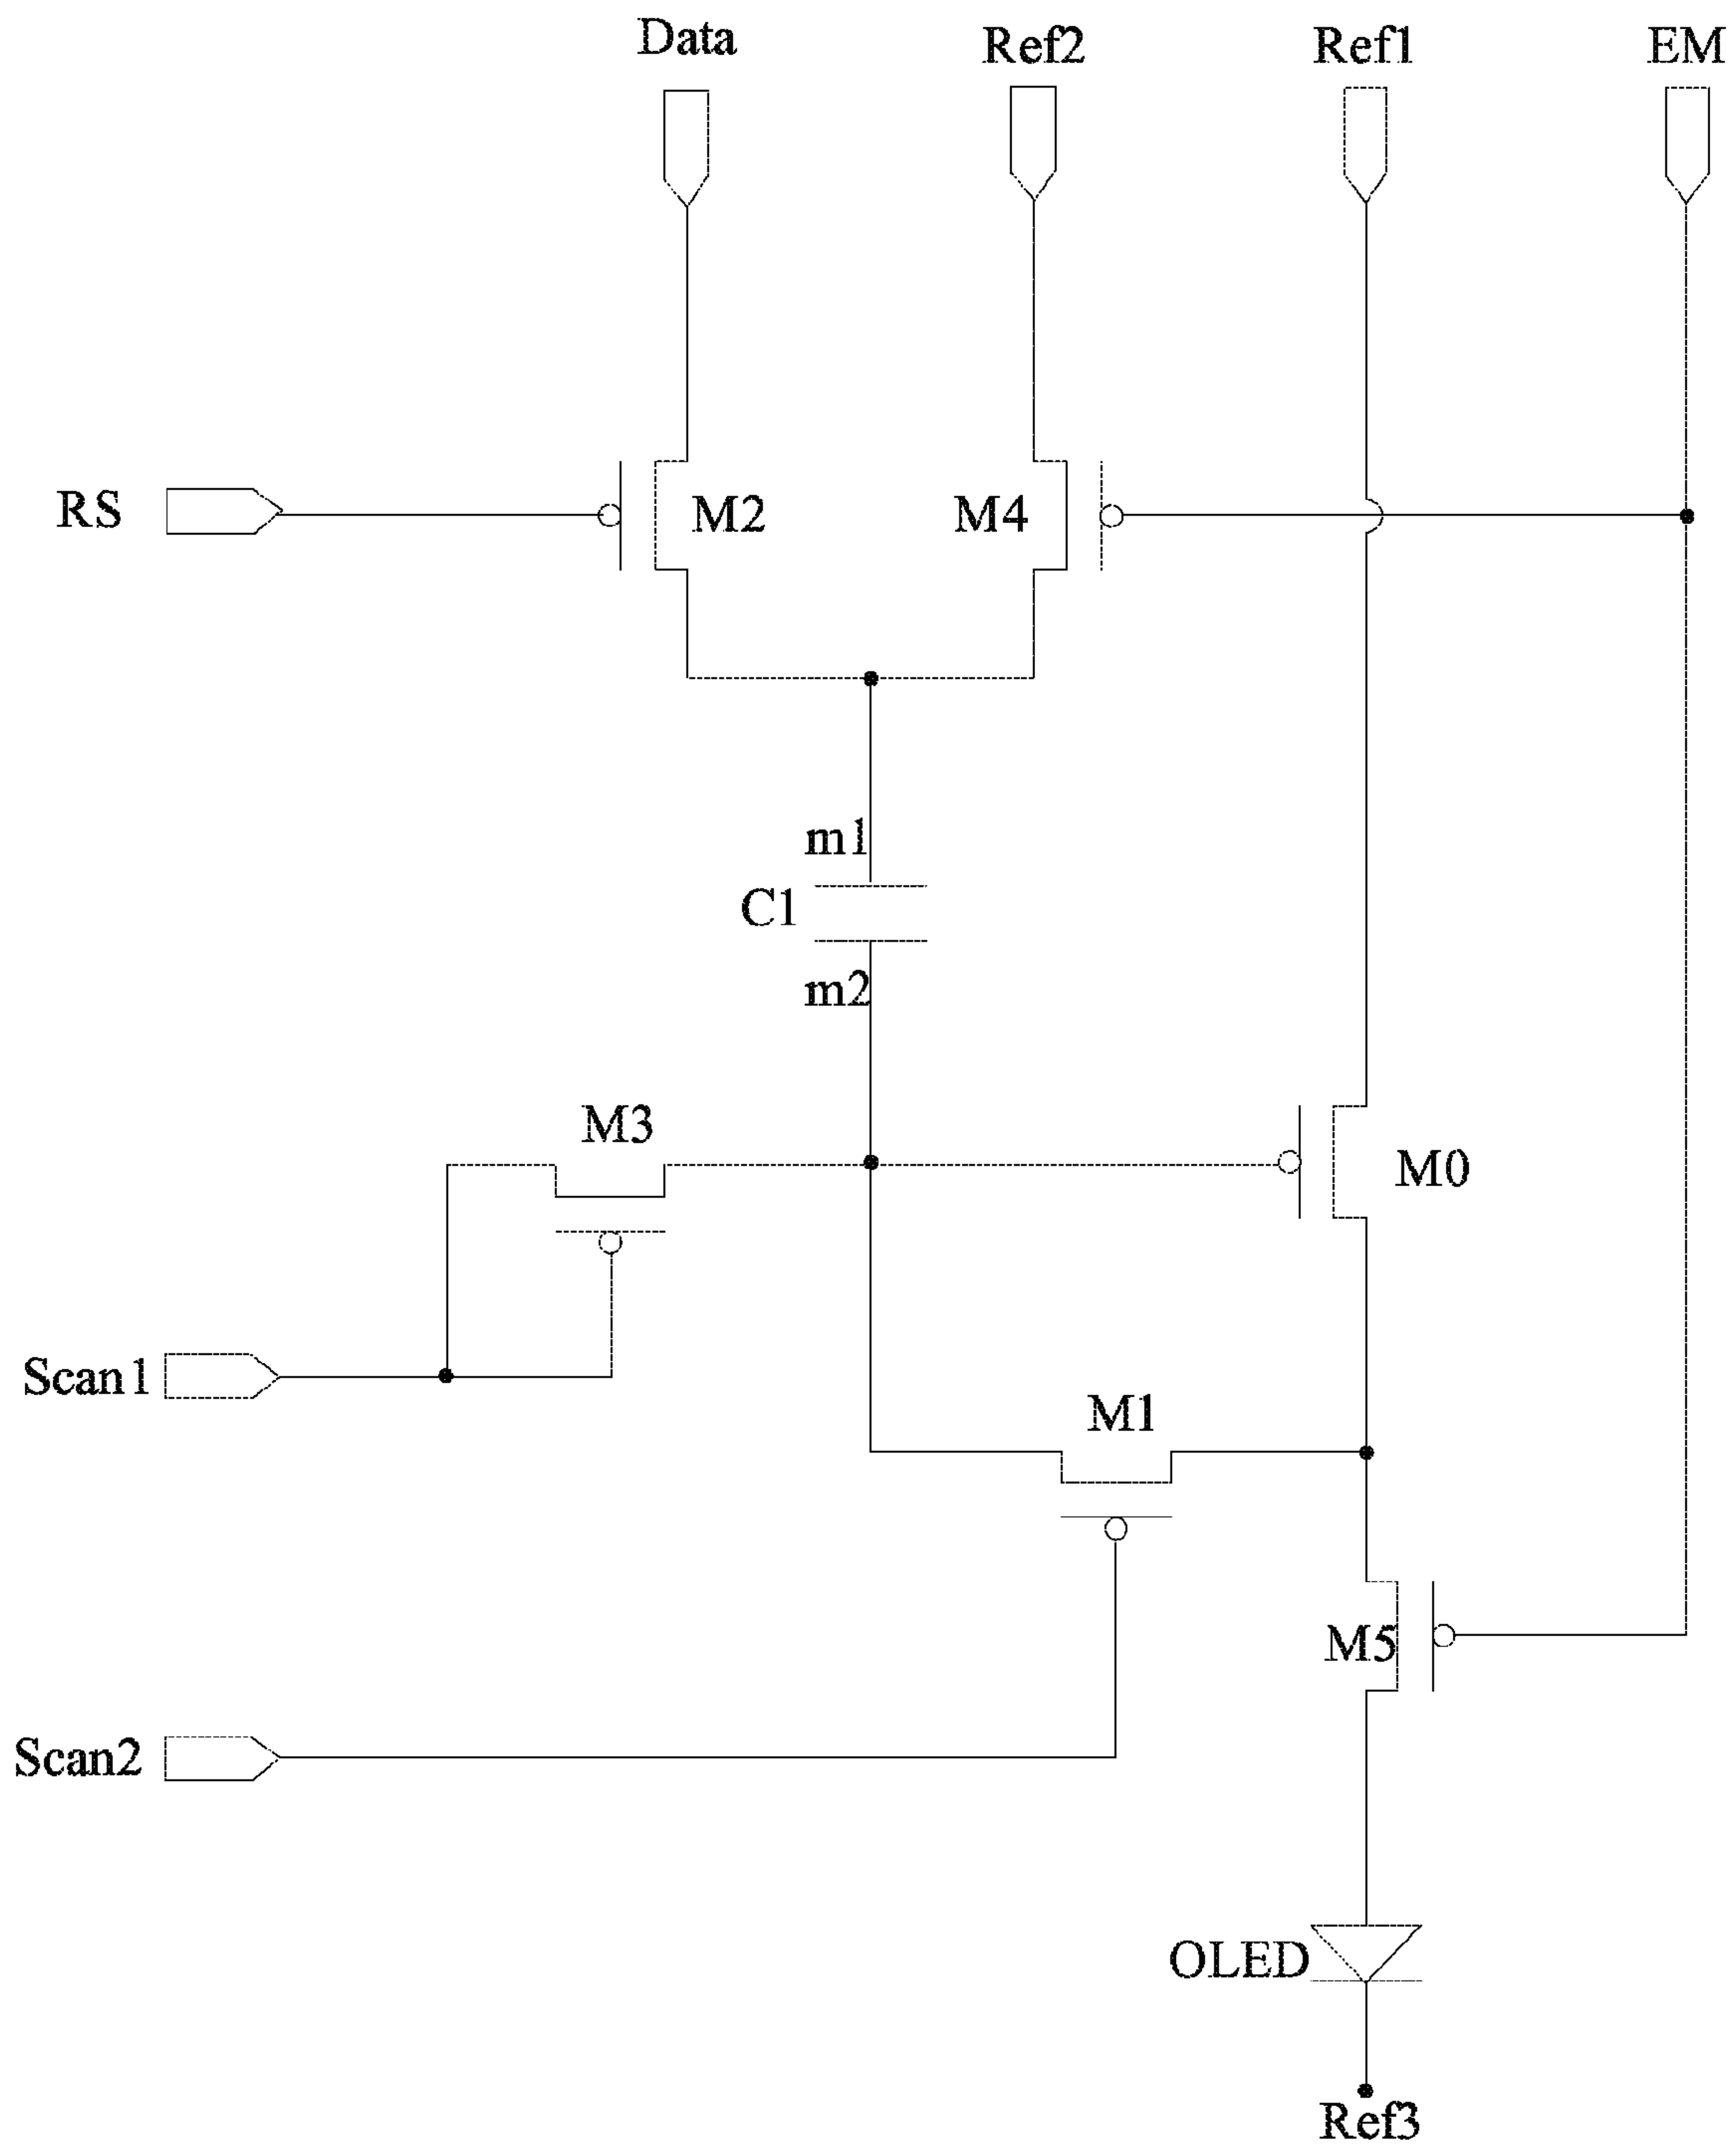 Data
Ref2
Ref1
EM
RS
M2
M4
m1
C1
m2
M3
M0
Scan1
M1
M5
Scan2
OLED
Ref3